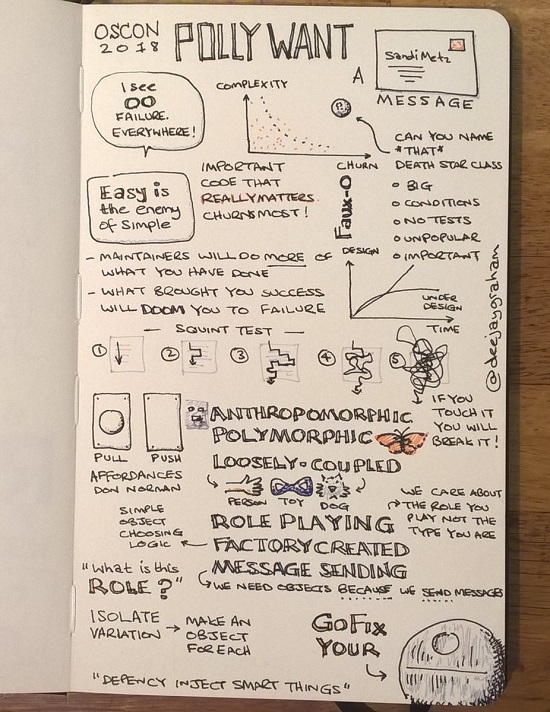 OSCON
2018
POLLY WANT
A
MESSAGE
Sandi Metz
I see
OO
FAILURE.
EVERYWHERE!
COMPLEXITY
CHURN
CAN YOU NAME
*THAT*
DEATH STAR CLASS
BIG
CONDITIONS
NO TESTS
UNPOPULAR
IMPORTANT
Easy is
the enemy
of simple
IMPORTANT
CODE THAT
REALLY MATTERS.
CHURNS MOST!
Faux-O
- MAINTAINERS WILL DO MORE OF
WHAT YOU HAVE DONE
- WHAT BROUGHT YOU SUCCESS
WILL DOOM YOU TO FAILURE
DESIGN
UNDER
DESIGN
TIME
@deejaygraham
— SQUINT TEST —
1
2
3
4
5
IF YOU
TOUCH IT
YOU WILL
BREAK IT!
PULL
PUSH
AFFORDANCES
DON NORMAN
ANTHROPOMORPHIC
POLYMORPHIC
LOOSELY-COUPLED
PERSON
TOY
DOG
ROLE PLAYING
WE CARE ABOUT
THE ROLE YOU
PLAY NOT THE
TYPE YOU ARE
SIMPLE
OBJECT
CHOOSING
LOGIC
FACTORY CREATED
MESSAGE SENDING
WE NEED OBJECTS BECAUSE WE SEND MESSAGES
"What is this
ROLE?"
ISOLATE
VARIATION → MAKE AN
OBJECT
FOR EACH
GO FIX
YOUR
"DEPENCY INJECT SMART THINGS"